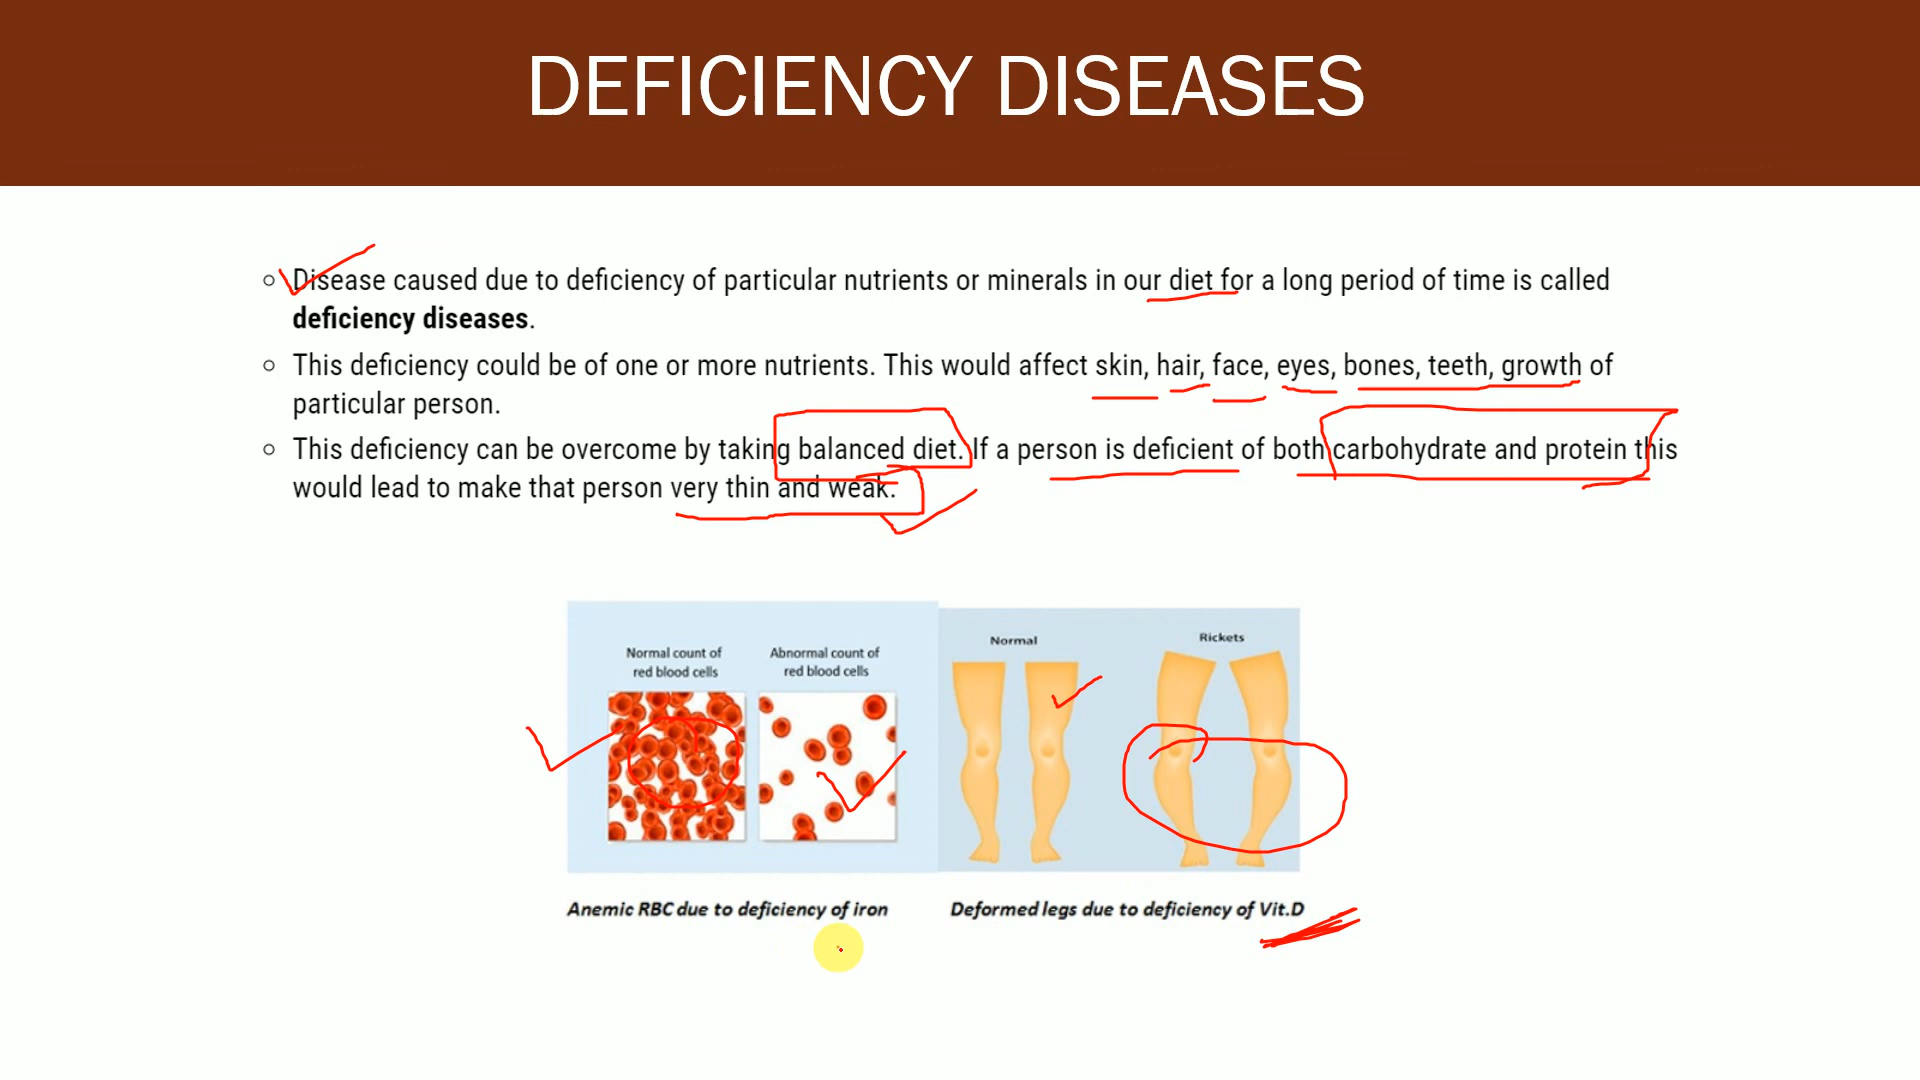 DEFICIENCY DISEASES
Disease caused due to deficiency of particular nutrients or minerals in our diet for a long period of time is called
deficiency diseases.
This deficiency could be of one or more nutrients. This would affect skin, hair, face, eyes, bones, teeth, growth of
particular person.
This deficiency can be overcome by taking balanced diet. If a person is deficient of both carbohydrate and protein this
would lead to make that person very thin and weak.
Normal count of
red blood cells
Abnormal count of
red blood cells
Normal
Rickets
Anemic RBC due to deficiency of iron
Deformed legs due to deficiency of Vit.D